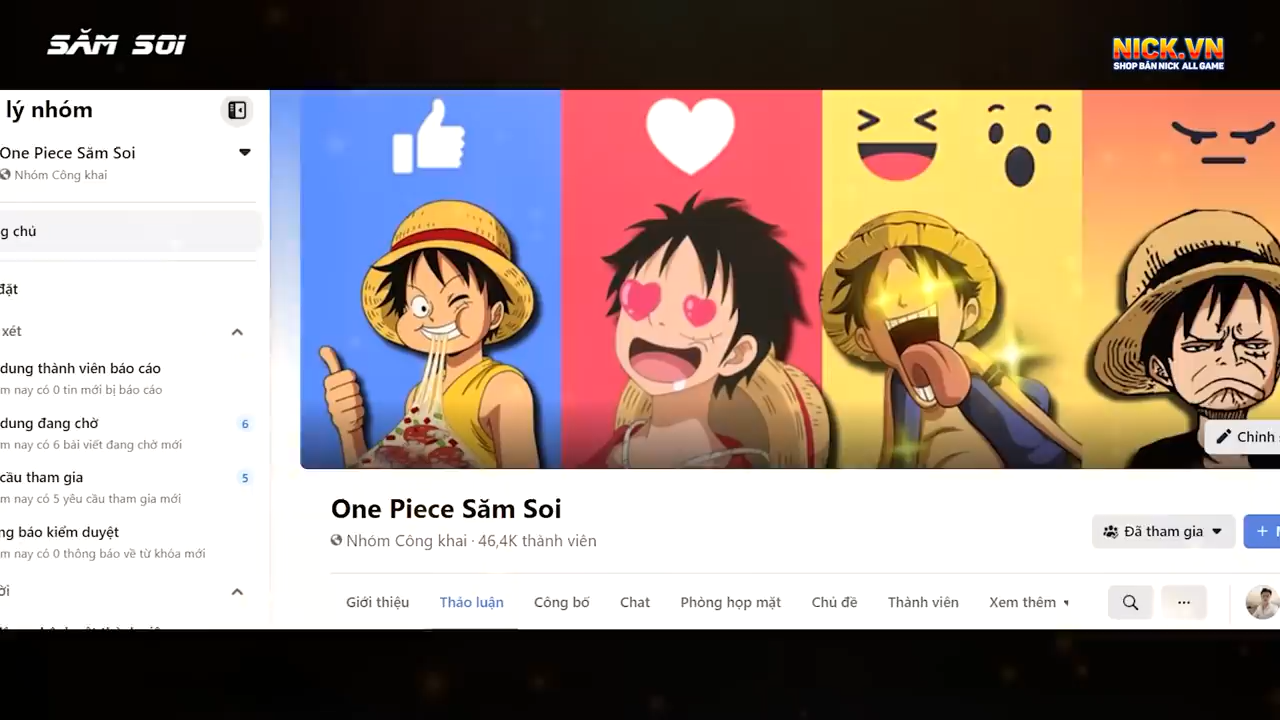 SĂM SOI
NICK.VN
SHOP BÁN NICK ALL GAME
lý nhóm
One Piece Săm Soi
Nhóm Công khai
g chủ
đặt
xét
dung thành viên báo cáo
m nay có 0 tin mới bị báo cáo
dung đang chờ
6
m nay có 6 bài viết đang chờ mới
cầu tham gia
5
m nay có 5 yêu cầu tham gia mới
ng báo kiểm duyệt
m nay có 0 thông báo về từ khóa mới
ời
Chỉnh
One Piece Săm Soi
Nhóm Công khai · 46,4K thành viên
Đã tham gia
Giới thiệu
Thảo luận
Công bố
Chat
Phòng họp mặt
Chủ đề
Thành viên
Xem thêm